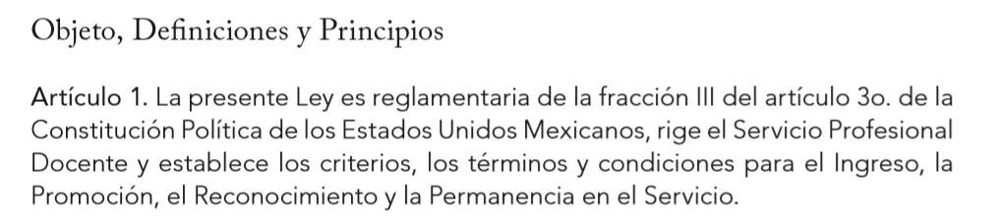 Objeto, Definiciones y Principios
Artículo 1. La presente Ley es reglamentaria de la fracción III del artículo 3o. de la
Constitución Política de los Estados Unidos Mexicanos, rige el Servicio Profesional
Docente y establece los criterios, los términos y condiciones para el Ingreso, la
Promoción, el Reconocimiento y la Permanencia en el Servicio.